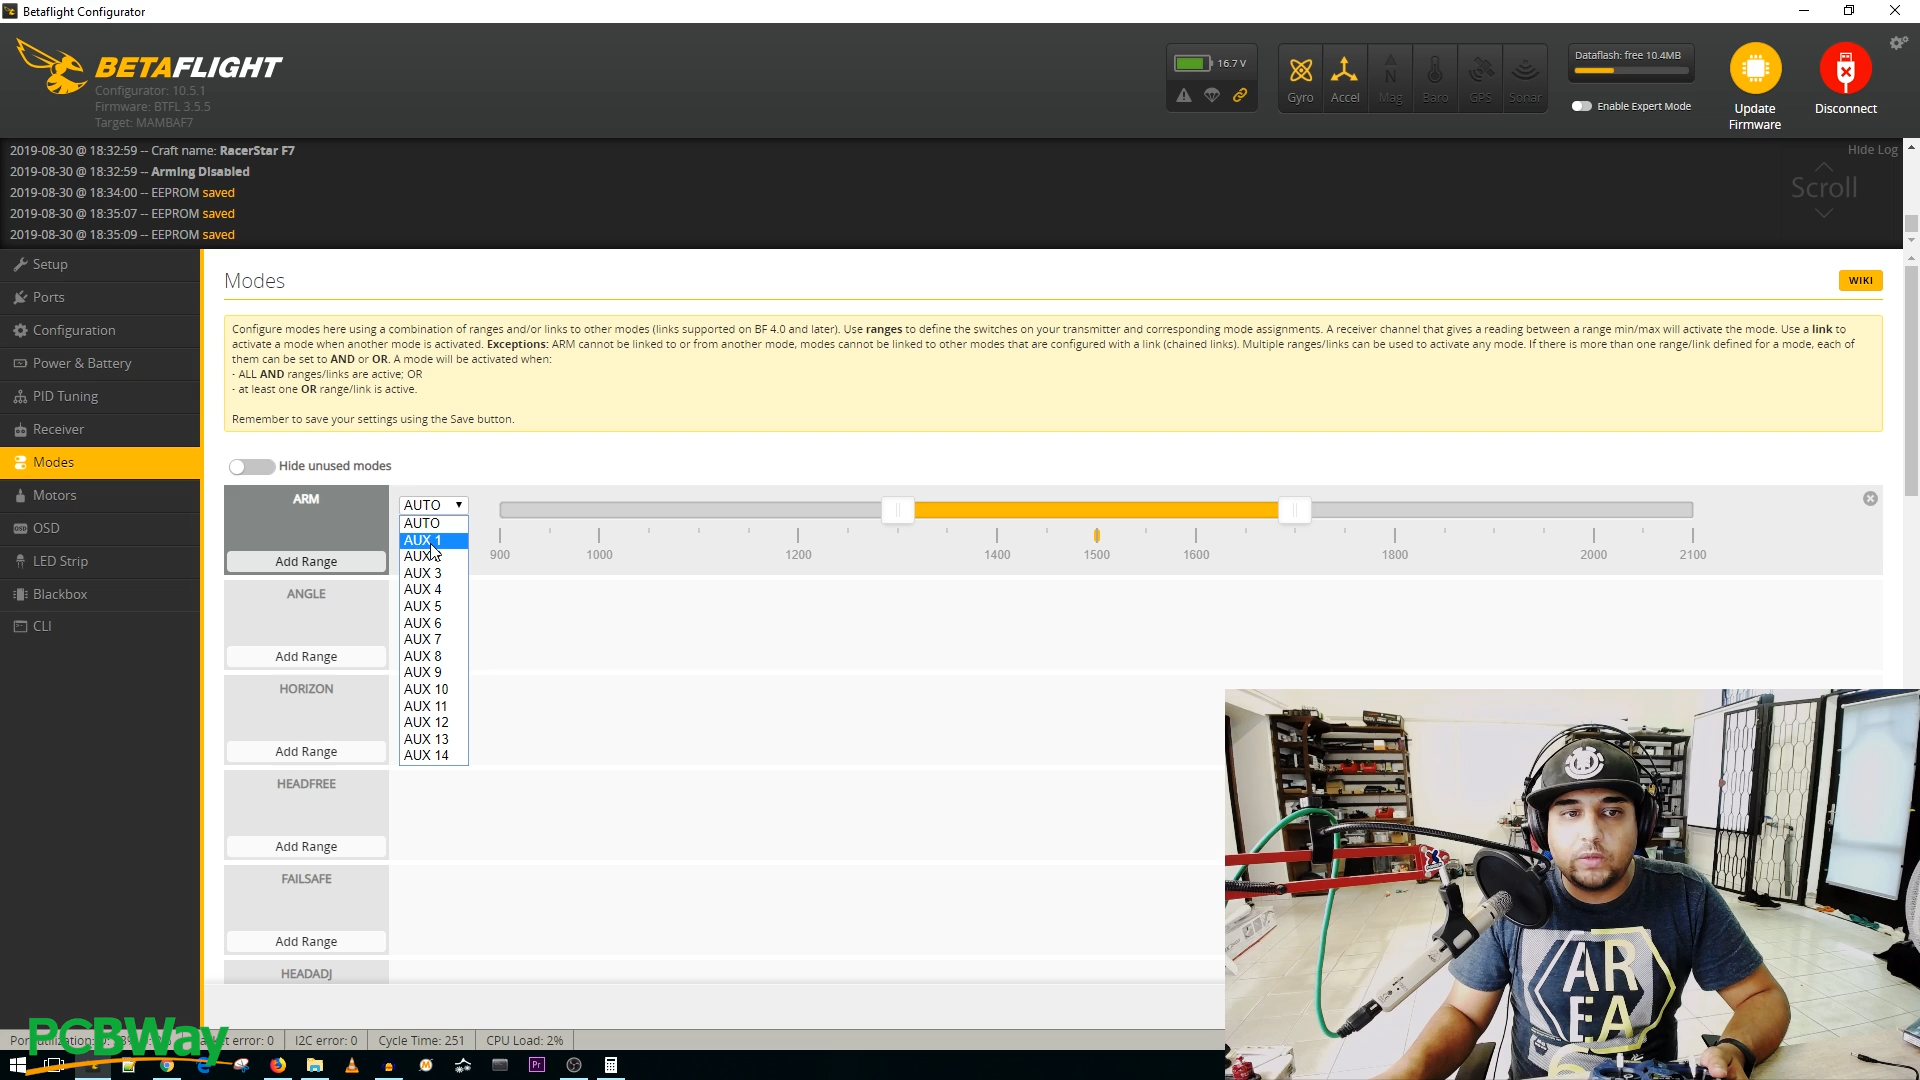 Betaflight Configurator
BETAFLIGHT
Configurator: 10.5.1
Firmware: BTFL 3.5.5
Target: MAMBAF7
16.7 V
Gyro
Accel
Mag
Baro
GPS
Sonar
Dataflash: free 10.4MB
Enable Expert Mode
Update
Firmware
Disconnect
2019-08-30 @ 18:32:59 -- Craft name: RacerStar F7
2019-08-30 @ 18:32:59 -- Arming Disabled
2019-08-30 @ 18:34:00 -- EEPROM saved
2019-08-30 @ 18:35:07 -- EEPROM saved
2019-08-30 @ 18:35:09 -- EEPROM saved
Hide Log
Scroll
Setup
Ports
Configuration
Power & Battery
PID Tuning
Receiver
Modes
Motors
OSD
LED Strip
Blackbox
CLI
Modes
WIKI
Configure modes here using a combination of ranges and/or links to other modes (links supported on BF 4.0 and later). Use ranges to define the switches on your transmitter and corresponding mode assignments. A receiver channel that gives a reading between a range min/max will activate the mode. Use a link to
activate a mode when another mode is activated. Exceptions: ARM cannot be linked to or from another mode, modes cannot be linked to other modes that are configured with a link (chained links). Multiple ranges/links can be used to activate any mode. If there is more than one range/link defined for a mode, each of
them can be set to AND or OR. A mode will be activated when:
- ALL AND ranges/links are active; OR
- at least one OR range/link is active.
Remember to save your settings using the Save button.
Hide unused modes
ARM
Add Range
AUTO
AUTO
AUX 1
AUX
AUX 3
AUX 4
AUX 5
AUX 6
AUX 7
AUX 8
AUX 9
AUX 10
AUX 11
AUX 12
AUX 13
AUX 14
900 1000 1200 1400 1500 1600 1800 2000 2100
ANGLE
Add Range
HORIZON
Add Range
HEADFREE
Add Range
FAILSAFE
Add Range
HEADADJ
AR
EA
PCBWay
error: 0
I2C error: 0
Cycle Time: 251
CPU Load: 2%
Pr